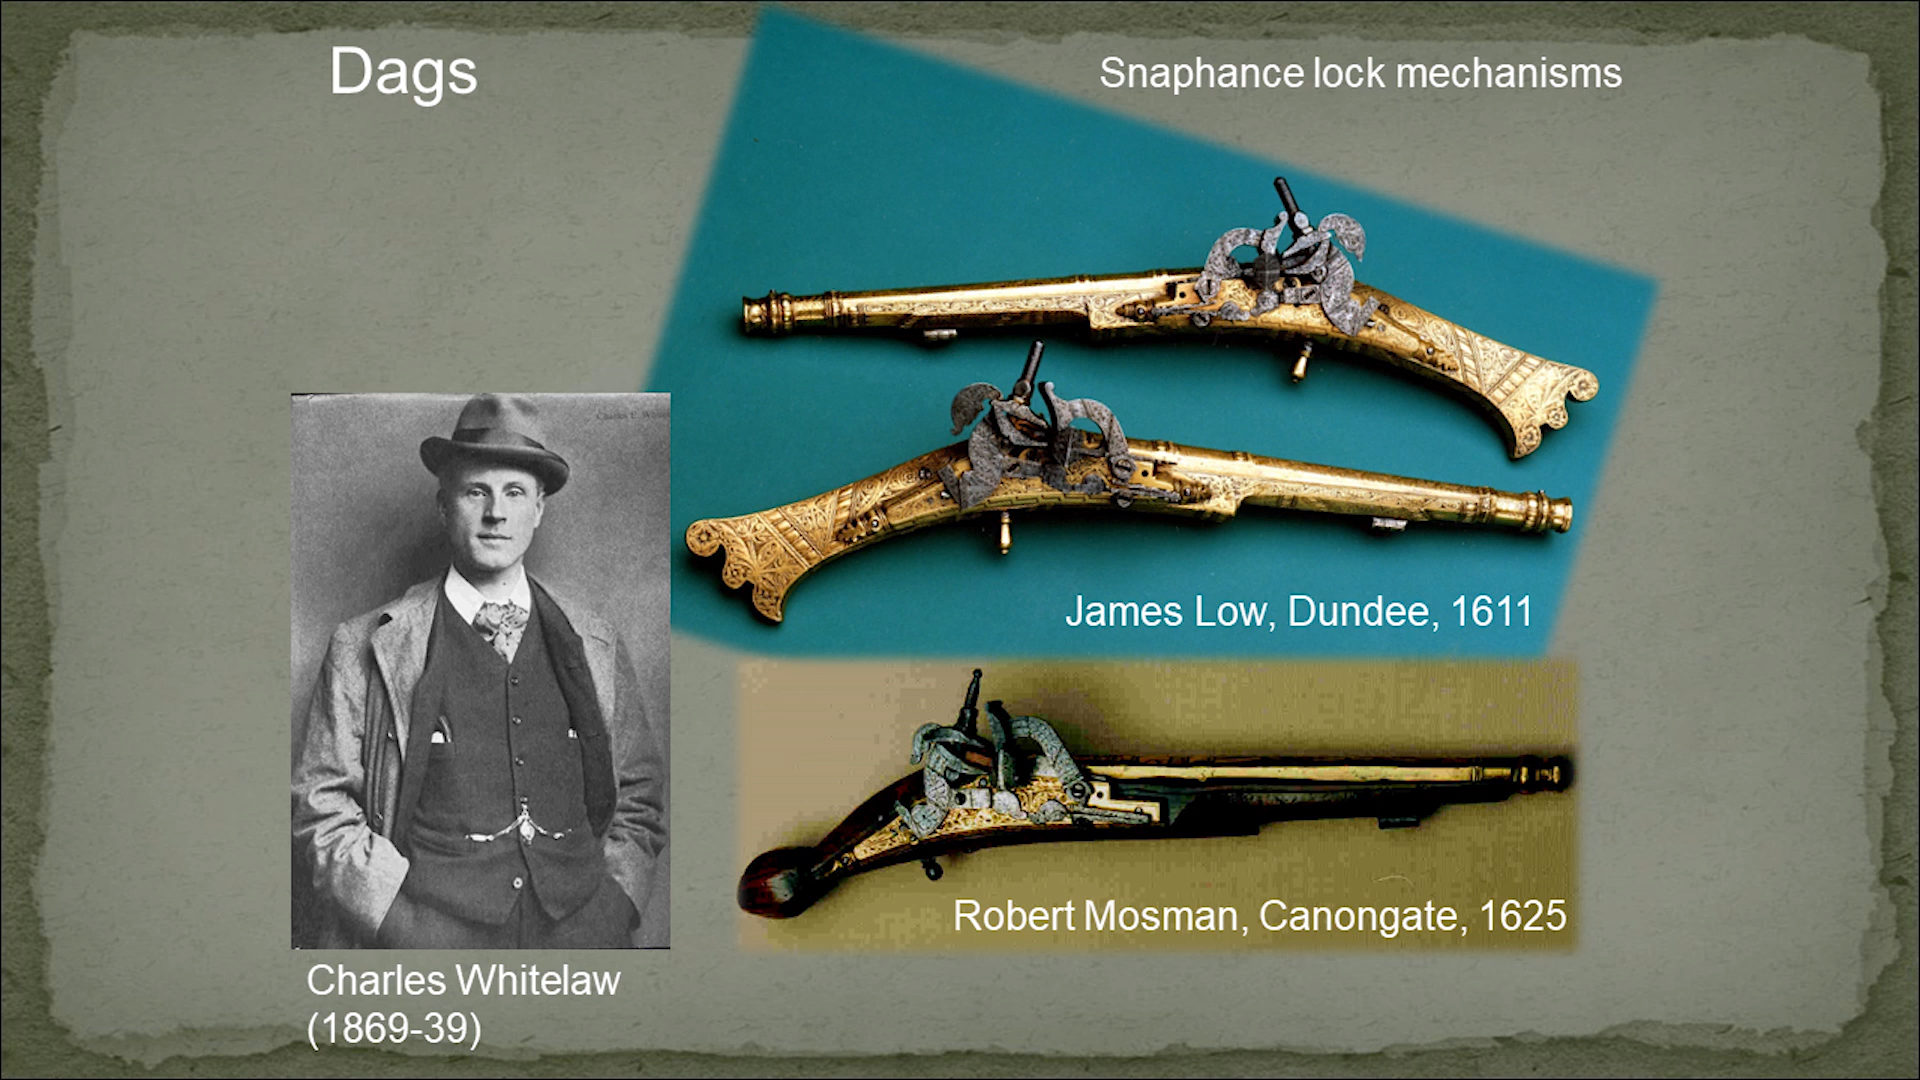 Dags
Snaphance lock mechanisms
James Low, Dundee, 1611
Robert Mosman, Canongate, 1625
Charles Whitelaw
(1869-39)